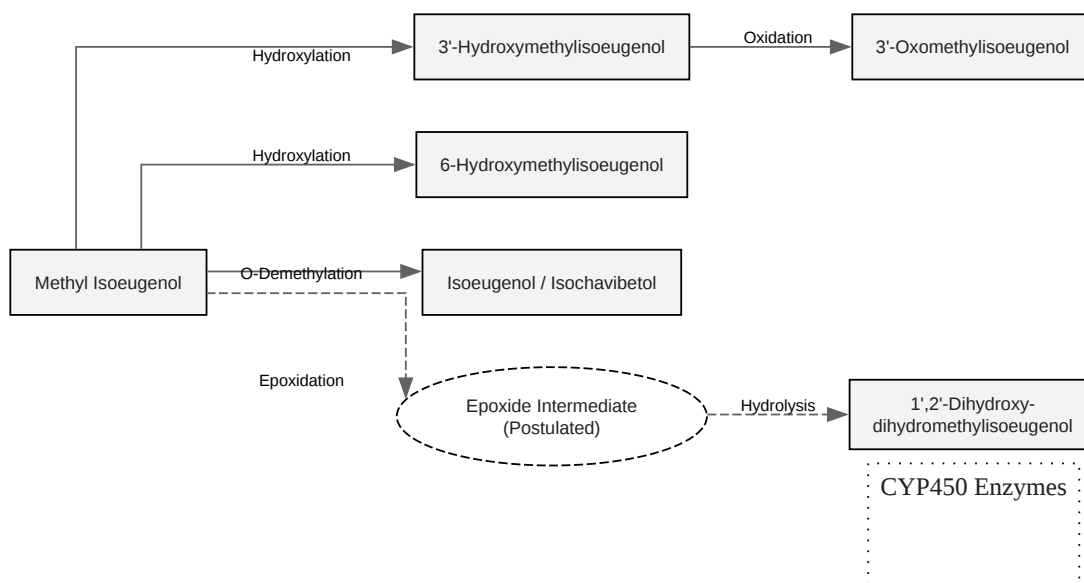 3'-Hydroxymethylisoeugenol
Oxidation
3'-Oxomethylisoeugenol
Hydroxylation
Hydroxylation
6-Hydroxymethylisoeugenol
Methyl Isoeugenol
O-Demethylation
Isoeugenol / Isochavibetol
Epoxidation
Epoxide Intermediate
(Postulated)
Hydrolysis
1',2'-Dihydroxy-
dihydromethylisoeugenol
CYP450 Enzymes